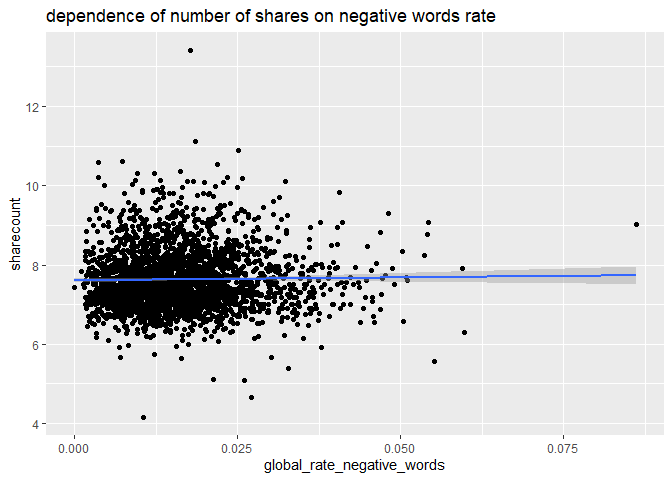 dependence of number of shares on negative words rate
sharecount
12
10
8
6
4
0.000 0.025 0.050 0.075
global_rate_negative_words